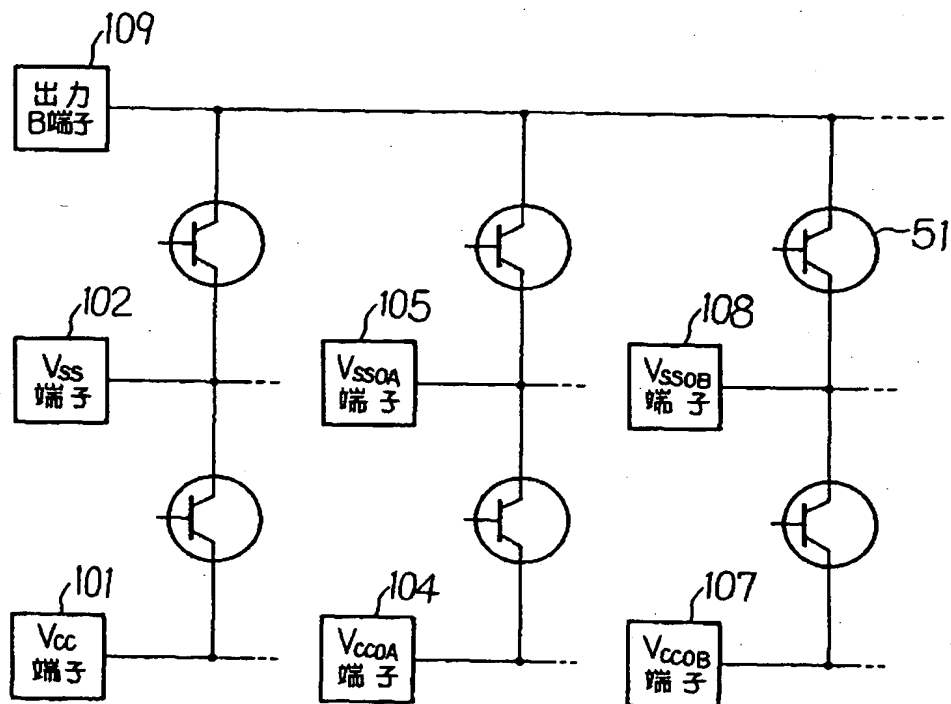 109
出力
B端子
51
102
VSS
端子
105
VSSOA
端子
108
VSSOB
端子
101
VCC
端子
104
VCCOA
端子
107
VCCOB
端子